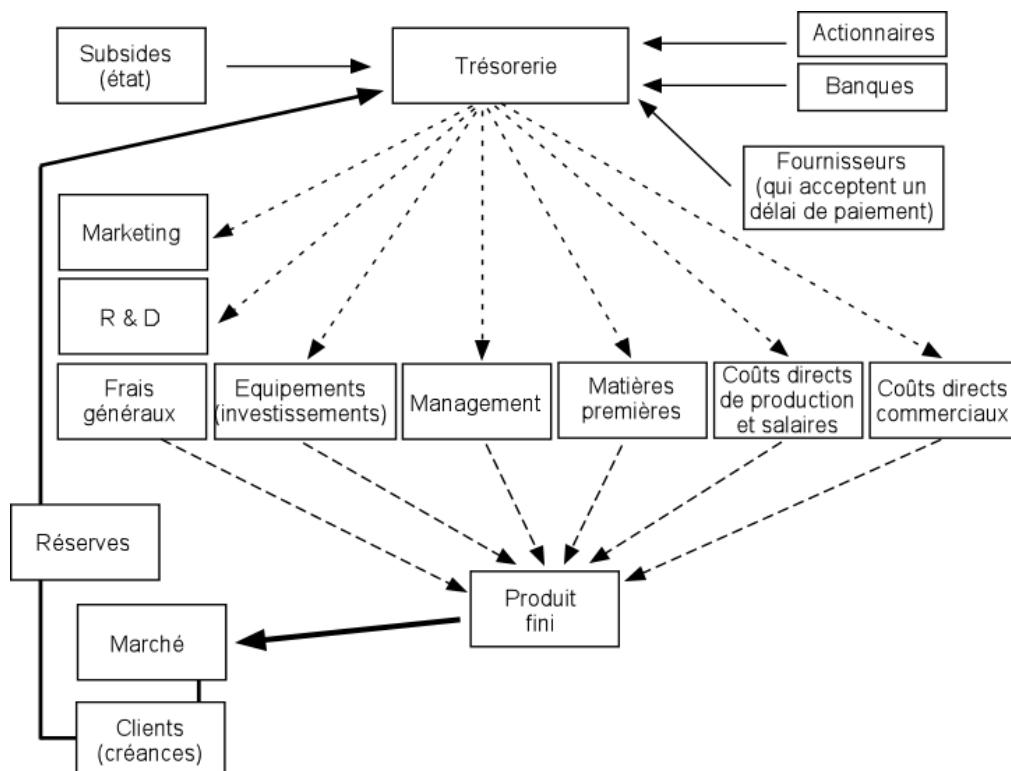 Subsides
(état)
Trésorerie
Actionnaires
Banques
Fournisseurs
(qui acceptent un
délai de paiement)
Marketing
R & D
Frais
généraux
Equipements
(investissements)
Management
Matières
premières
Coûts directs
de production
et salaires
Coûts directs
commerciaux
Réserves
Produit
fini
Marché
Clients
(créances)